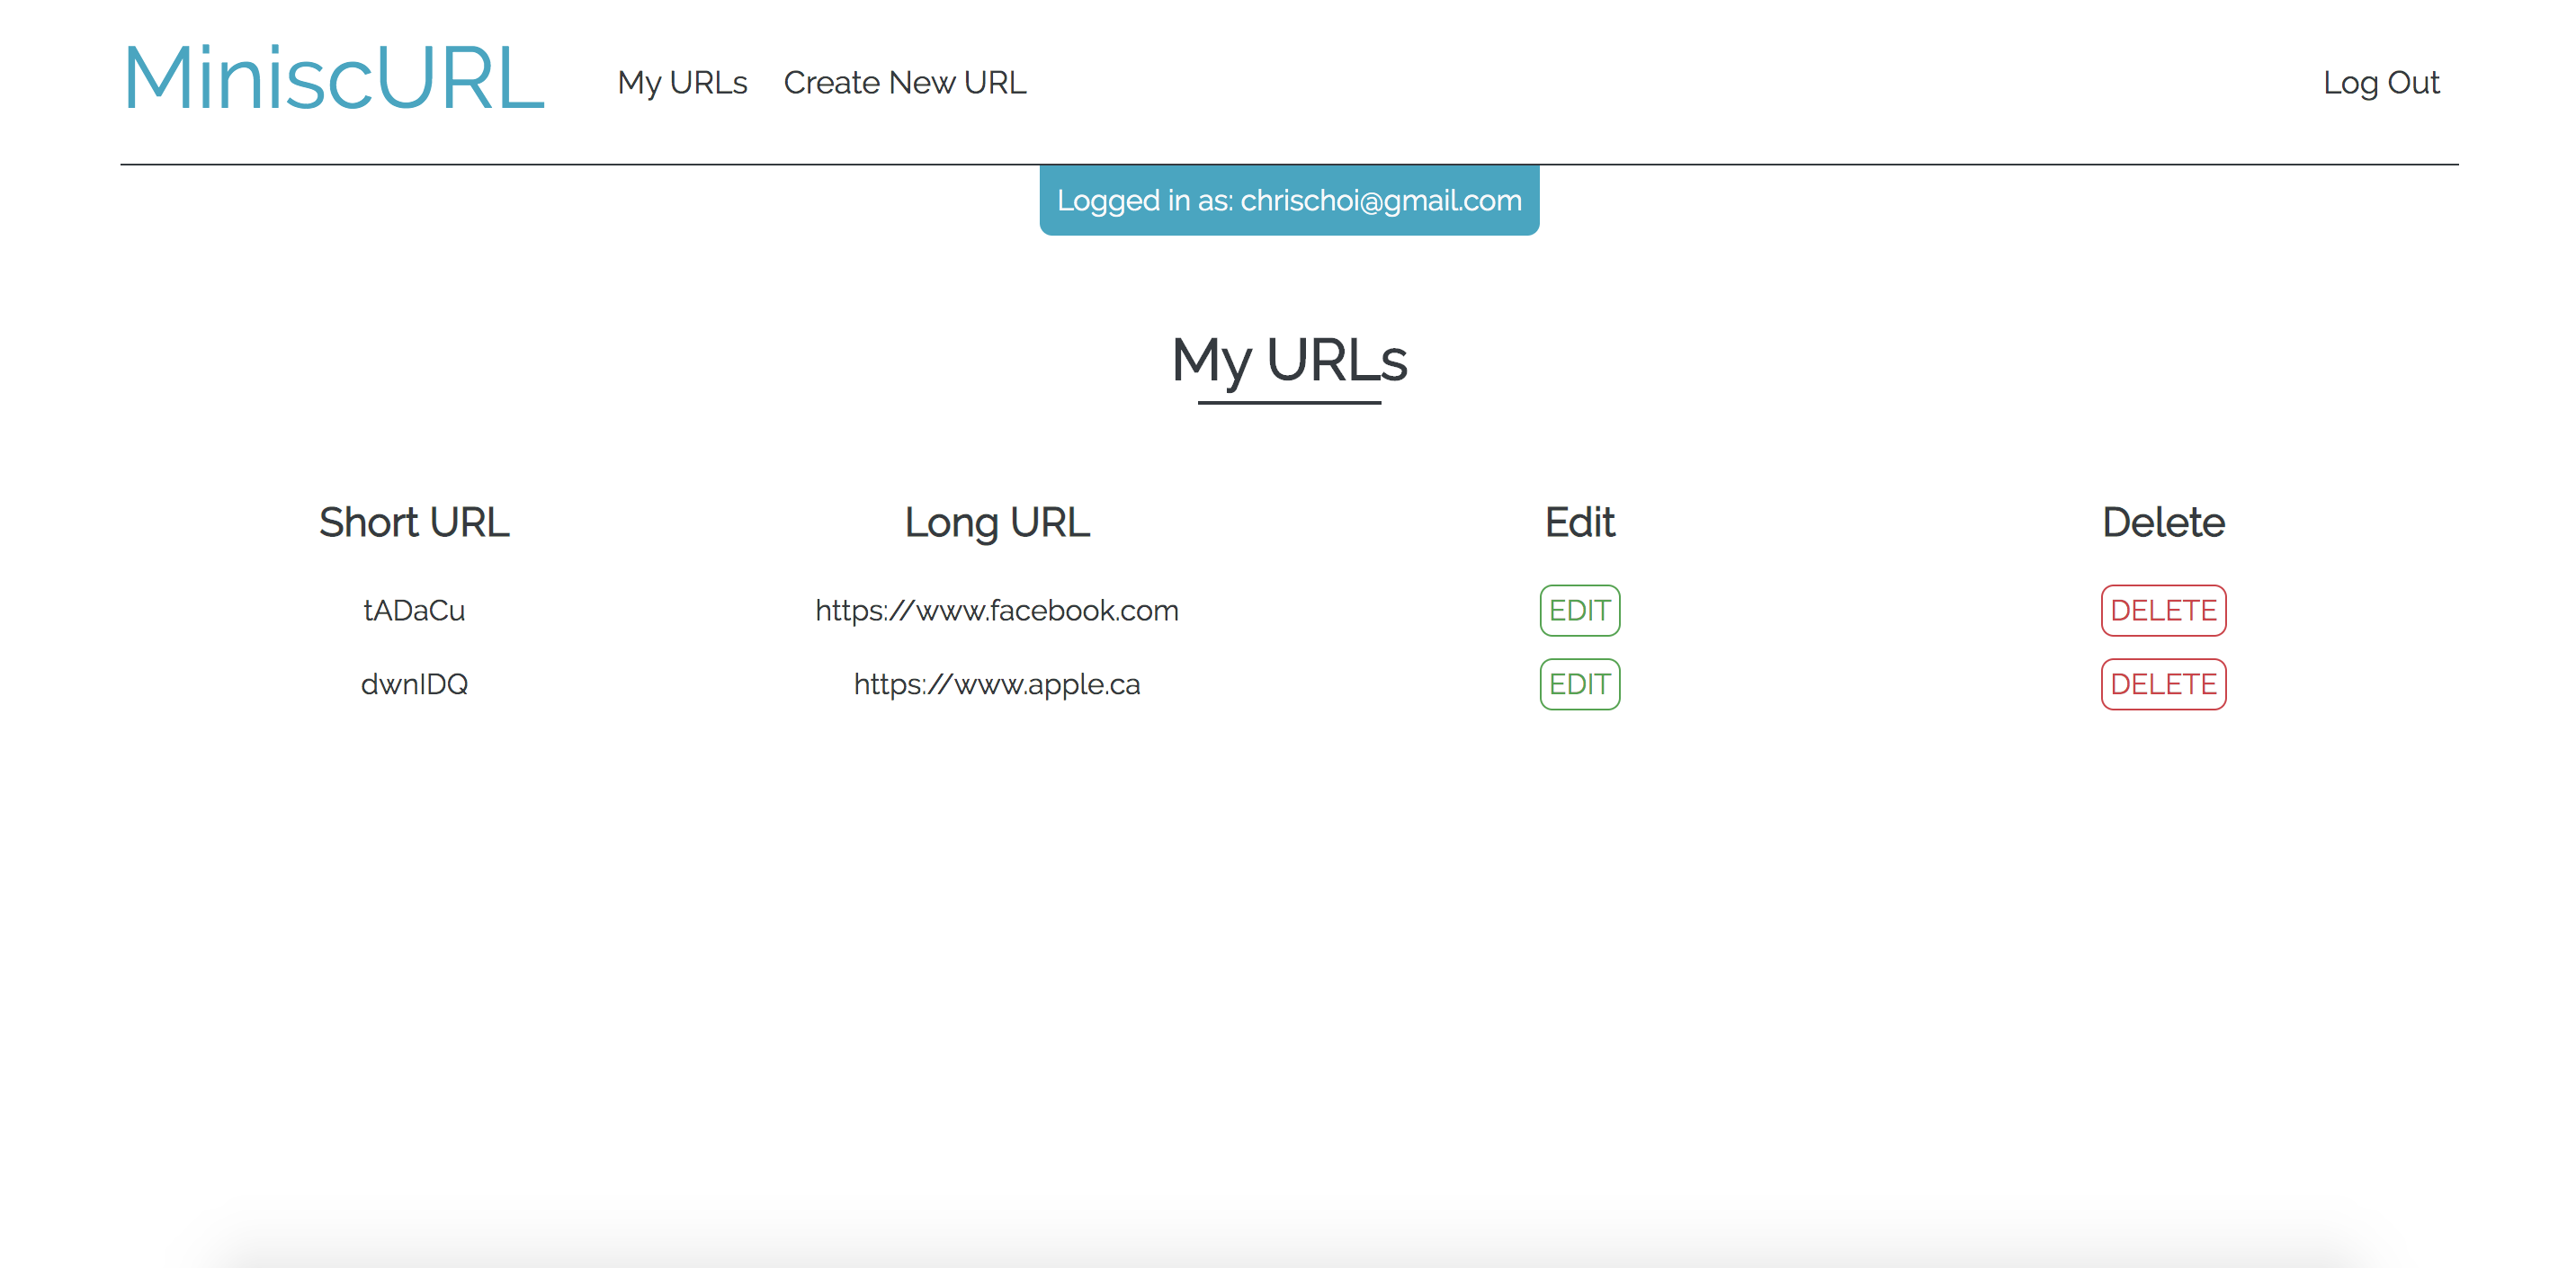 MiniscURL My URLs Create New URL Log Out
Logged in as: chrischoi@gmail.com
My URLs
Short URL Long URL Edit Delete
tADaCu https://www.facebook.com EDIT DELETE
dwnIDQ https://www.apple.ca EDIT DELETE